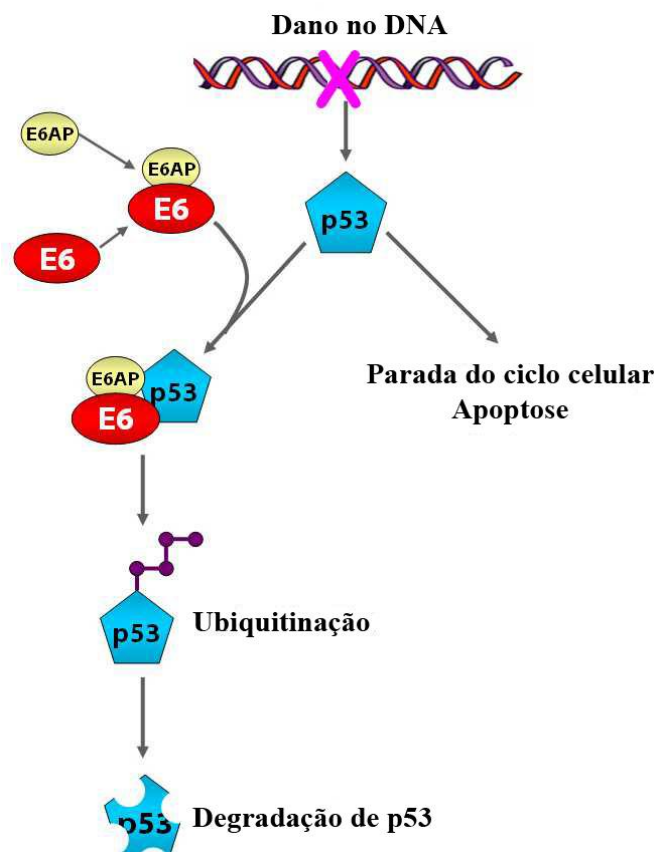 Dano no DNA
E6AP
E6AP
E6
E6
p53
E6AP
E6
p53
Parada do ciclo celular
Apoptose
p53
Ubiquitinação
p53
Degradação de p53